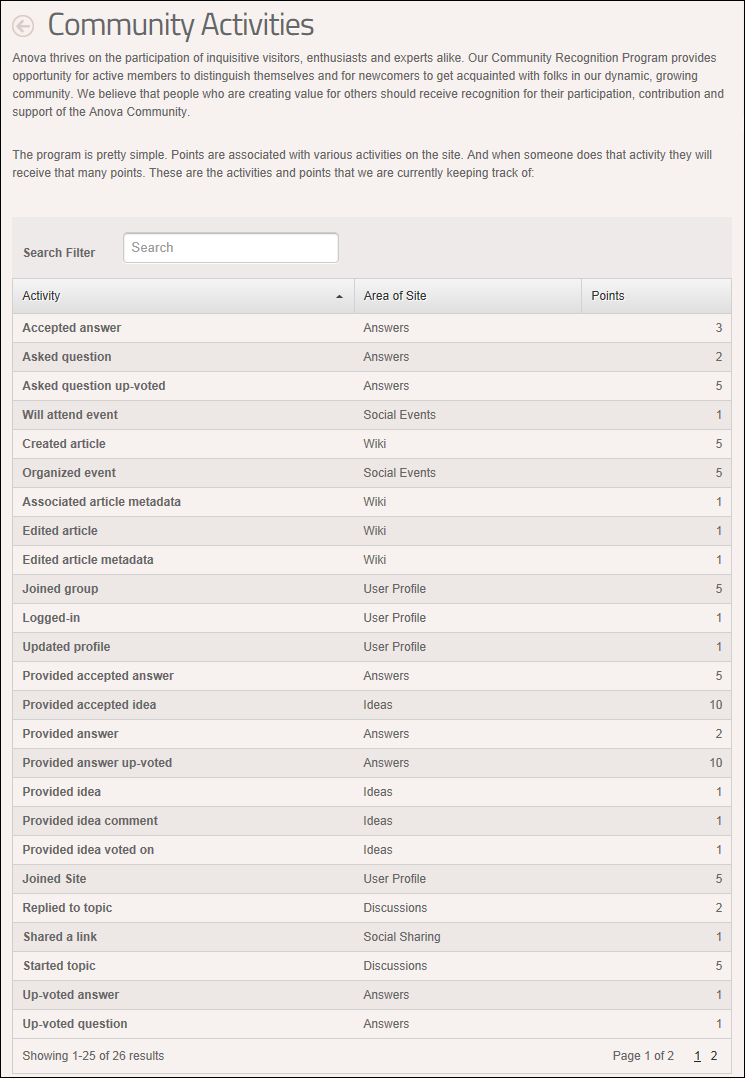 Community Activities
Anova thrives on the participation of inquisitive visitors, enthusiasts and experts alike. Our Community Recognition Program provides
opportunity for active members to distinguish themselves and for newcomers to get acquainted with folks in our dynamic, growing
community. We believe that people who are creating value for others should receive recognition for their participation, contribution and
support of the Anova Community.
The program is pretty simple. Points are associated with various activities on the site. And when someone does that activity they will
receive that many points. These are the activities and points that we are currently keeping track of:
Search Filter Search
Activity Area of Site Points
Accepted answer Answers 3
Asked question Answers 2
Asked question up-voted Answers 5
Will attend event Social Events 1
Created article Wiki 5
Organized event Social Events 5
Associated article metadata Wiki 1
Edited article Wiki 1
Edited article metadata Wiki 1
Joined group User Profile 5
Logged-in User Profile 1
Updated profile User Profile 1
Provided accepted answer Answers 5
Provided accepted idea Ideas 10
Provided answer Answers 2
Provided answer up-voted Answers 10
Provided idea Ideas 1
Provided idea comment Ideas 1
Provided idea voted on Ideas 1
Joined Site User Profile 5
Replied to topic Discussions 2
Shared a link Social Sharing 1
Started topic Discussions 5
Up-voted answer Answers 1
Up-voted question Answers 1
Showing 1-25 of 26 results Page 1 of 2 1 2